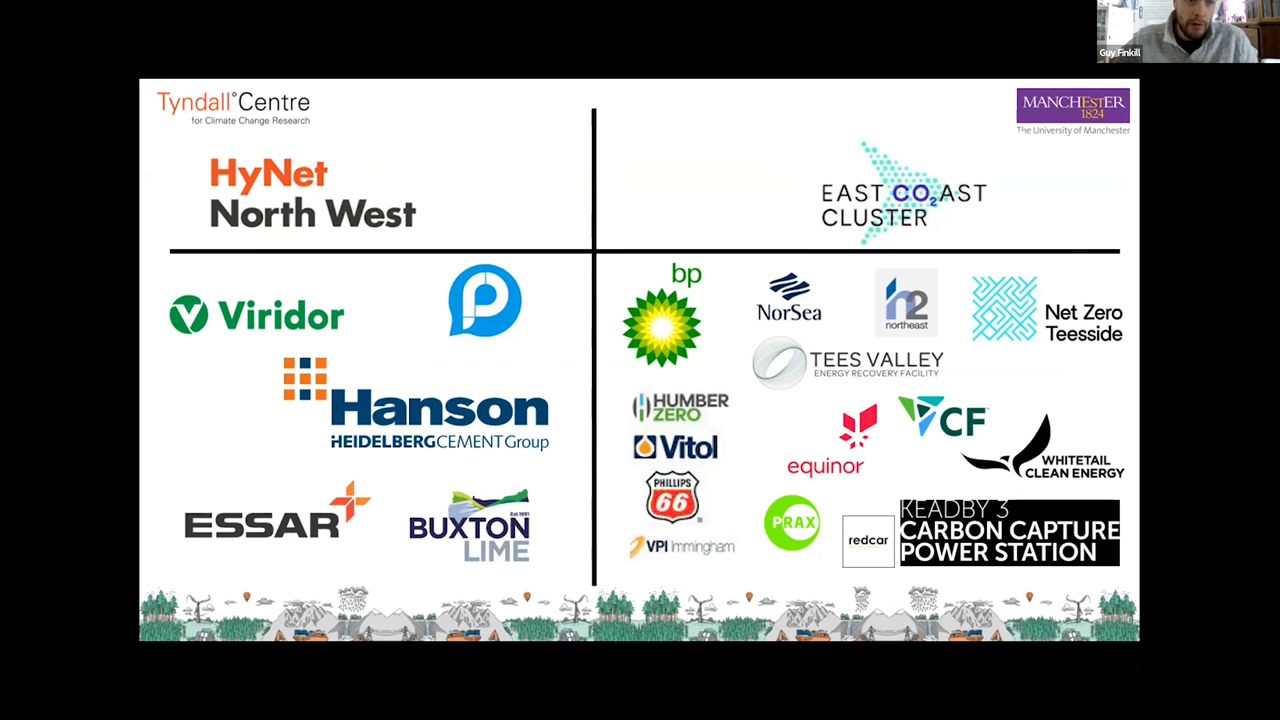 Guy Finkill
Tyndall°Centre
for Climate Change Research
MANCHESTER
1824
The University of Manchester
HyNet
North West
EAST CO₂AST
CLUSTER
Viridor
P
Hanson
HEIDELBERGCEMENT Group
ESSAR
Est.1891
BUXTON
LIME
bp
NorSea
h2
northeast
Net Zero
Teesside
TEES VALLEY
ENERGY RECOVERY FACILITY
HUMBER
ZERO
Vitol
equinor
CF
WHITETAIL
CLEAN ENERGY
PHILLIPS
66
PRAX
VPI Immingham
redcar
KEADBY 3
CARBON CAPTURE
POWER STATION